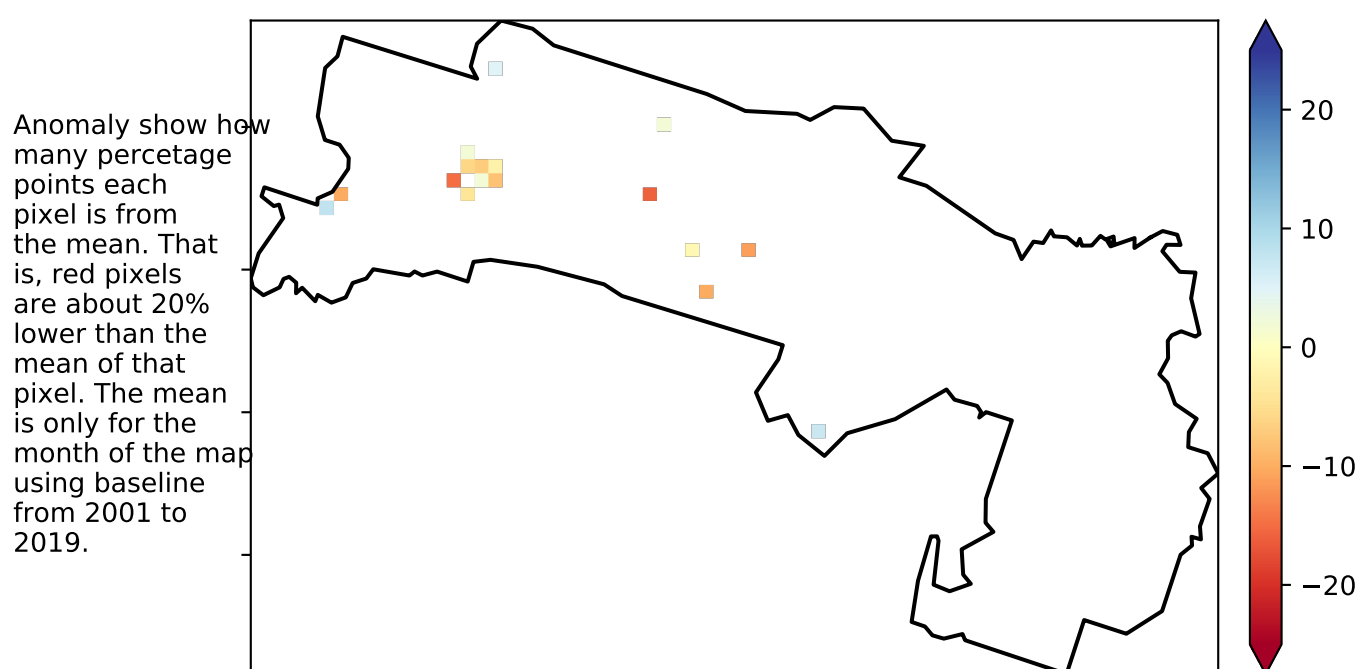 Anomaly show how
many percetage
points each
pixel is from
the mean. That
is, red pixels
are about 20%
lower than the
mean of that
pixel. The mean
is only for the
month of the map
using baseline
from 2001 to
2019.
20
10
0
−10
−20